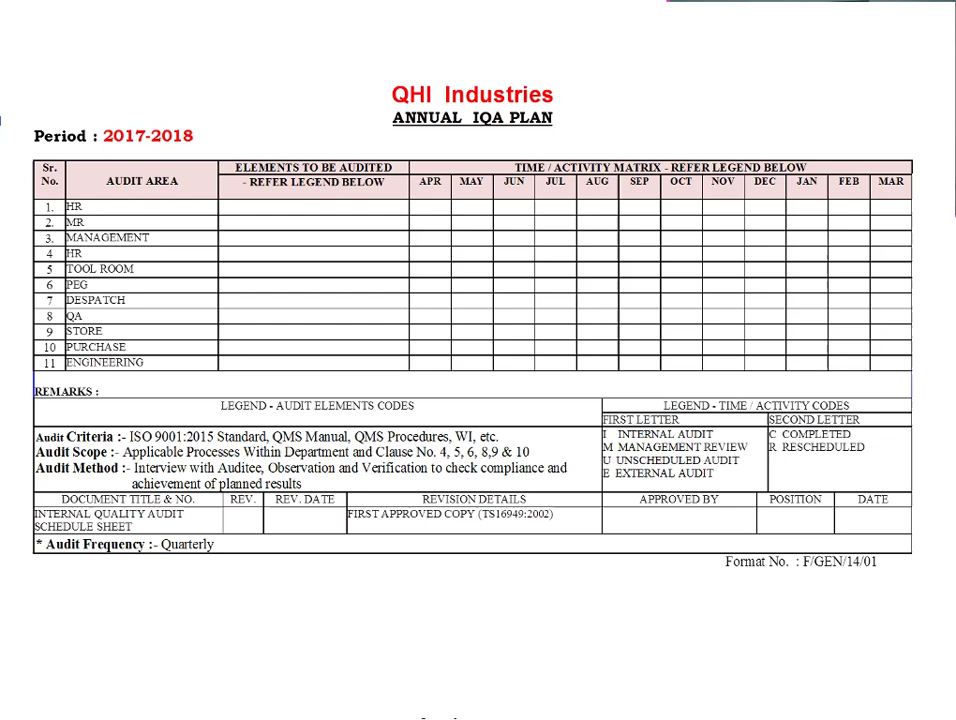 QHI Industries
ANNUAL IQA PLAN
Period : 2017-2018
Sr. No. AUDIT AREA ELEMENTS TO BE AUDITED - REFER LEGEND BELOW TIME / ACTIVITY MATRIX - REFER LEGEND BELOW
APR MAY JUN JUL AUG SEP OCT NOV DEC JAN FEB MAR
1. HR
2. MR
3. MANAGEMENT
4 HR
5 TOOL ROOM
6 PEG
7 DESPATCH
8 QA
9 STORE
10 PURCHASE
11 ENGINEERING
REMARKS :
LEGEND - AUDIT ELEMENTS CODES
Audit Criteria :- ISO 9001:2015 Standard, QMS Manual, QMS Procedures, WI, etc.
Audit Scope :- Applicable Processes Within Department and Clause No. 4, 5, 6, 8,9 & 10
Audit Method :- Interview with Auditee, Observation and Verification to check compliance and
achievement of planned results
LEGEND - TIME / ACTIVITY CODES
FIRST LETTER SECOND LETTER
I INTERNAL AUDIT C COMPLETED
M MANAGEMENT REVIEW R RESCHEDULED
U UNSCHEDULED AUDIT
E EXTERNAL AUDIT
DOCUMENT TITLE & NO. REV. REV. DATE REVISION DETAILS APPROVED BY POSITION DATE
INTERNAL QUALITY AUDIT FIRST APPROVED COPY (TS16949:2002)
SCHEDULE SHEET
* Audit Frequency :- Quarterly
Format No. : F/GEN/14/01